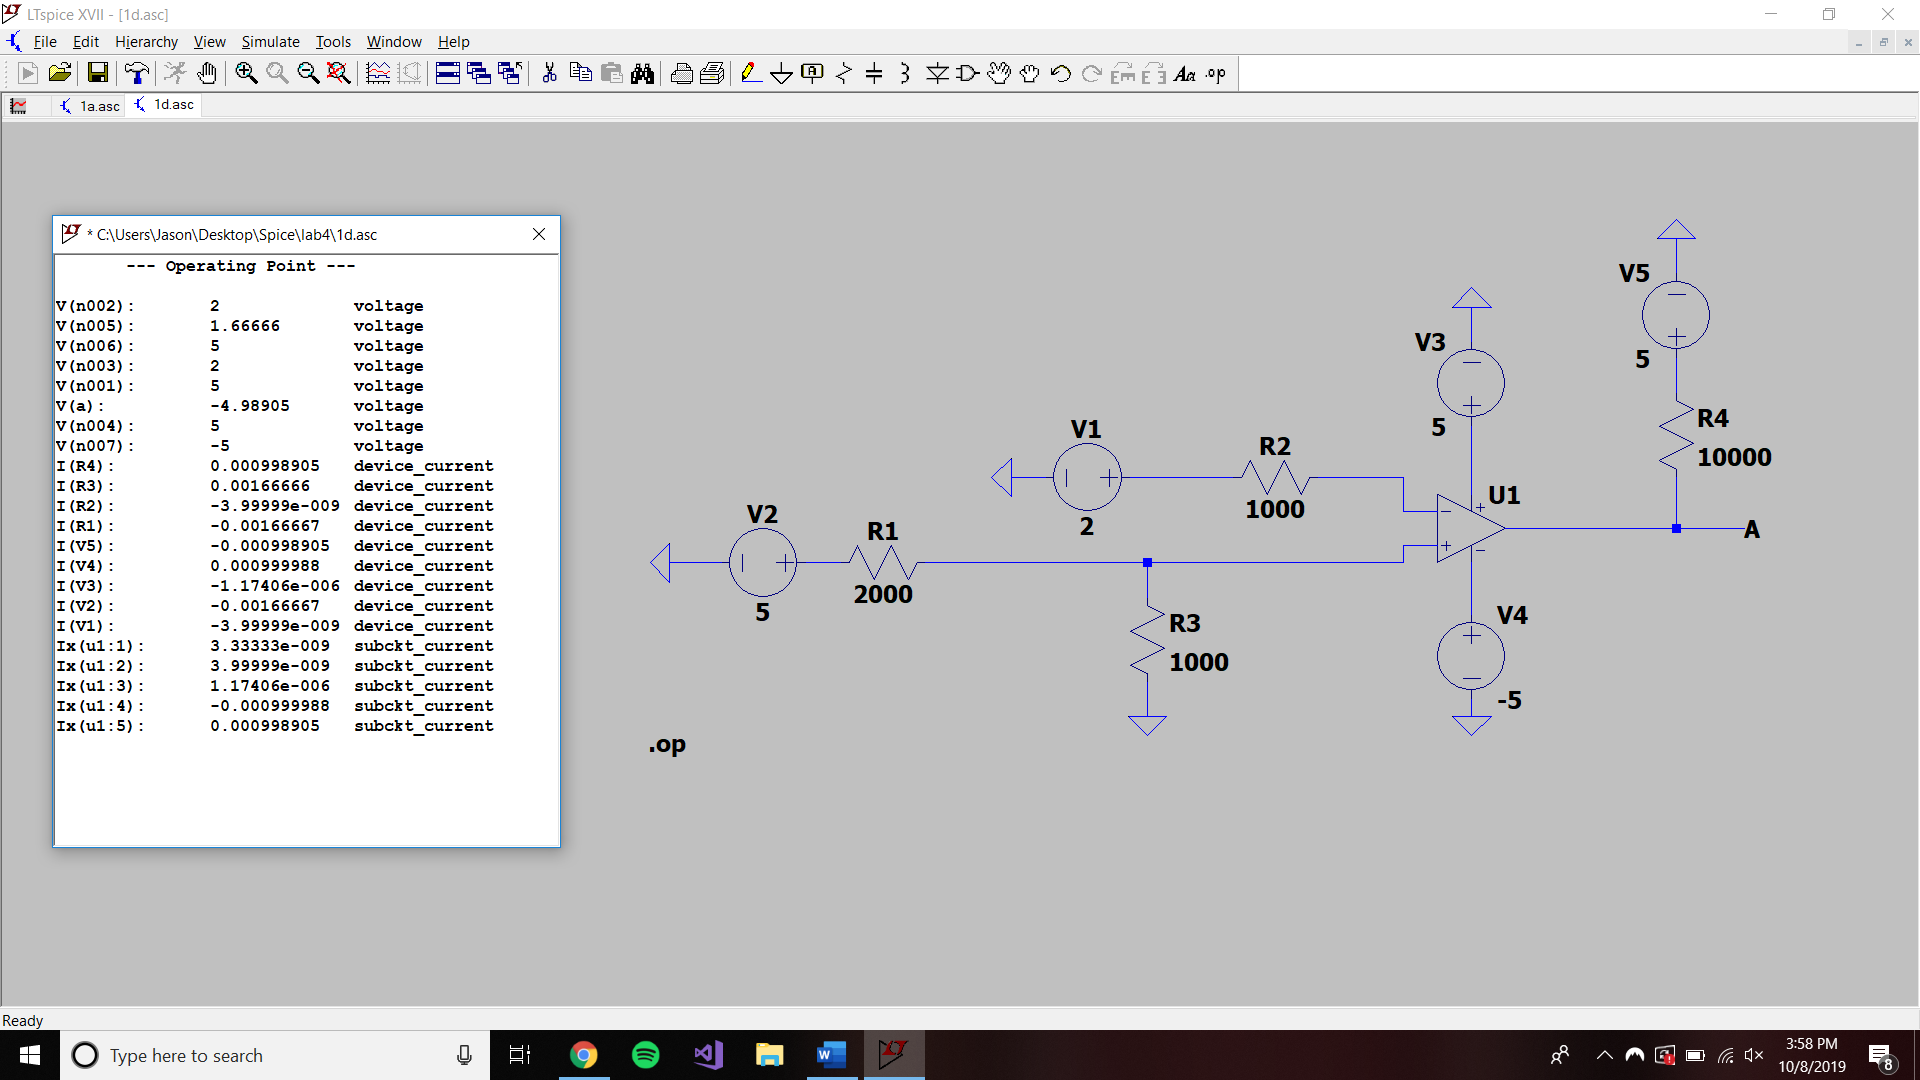 LTspice XVII - [1d.asc]
File Edit Hierarchy View Simulate Tools Window Help
1a.asc 1d.asc
* C:\Users\Jason\Desktop\Spice\lab4\1d.asc
--- Operating Point ---
V(n002): 2 voltage
V(n005): 1.66666 voltage
V(n006): 5 voltage
V(n003): 2 voltage
V(n001): 5 voltage
V(a): -4.98905 voltage
V(n004): 5 voltage
V(n007): -5 voltage
I(R4): 0.000998905 device_current
I(R3): 0.00166666 device_current
I(R2): -3.99999e-009 device_current
I(R1): -0.00166667 device_current
I(V5): -0.000998905 device_current
I(V4): 0.000999988 device_current
I(V3): -1.17406e-006 device_current
I(V2): -0.00166667 device_current
I(V1): -3.99999e-009 device_current
Ix(u1:1): 3.33333e-009 subckt_current
Ix(u1:2): 3.99999e-009 subckt_current
Ix(u1:3): 1.17406e-006 subckt_current
Ix(u1:4): -0.000999988 subckt_current
Ix(u1:5): 0.000998905 subckt_current
V5
5
R4
10000
V3
5
V1
2
R2
1000
U1
A
V2
5
R1
2000
R3
1000
V4
-5
.op
Ready
Type here to search
3:58 PM
10/8/2019
8